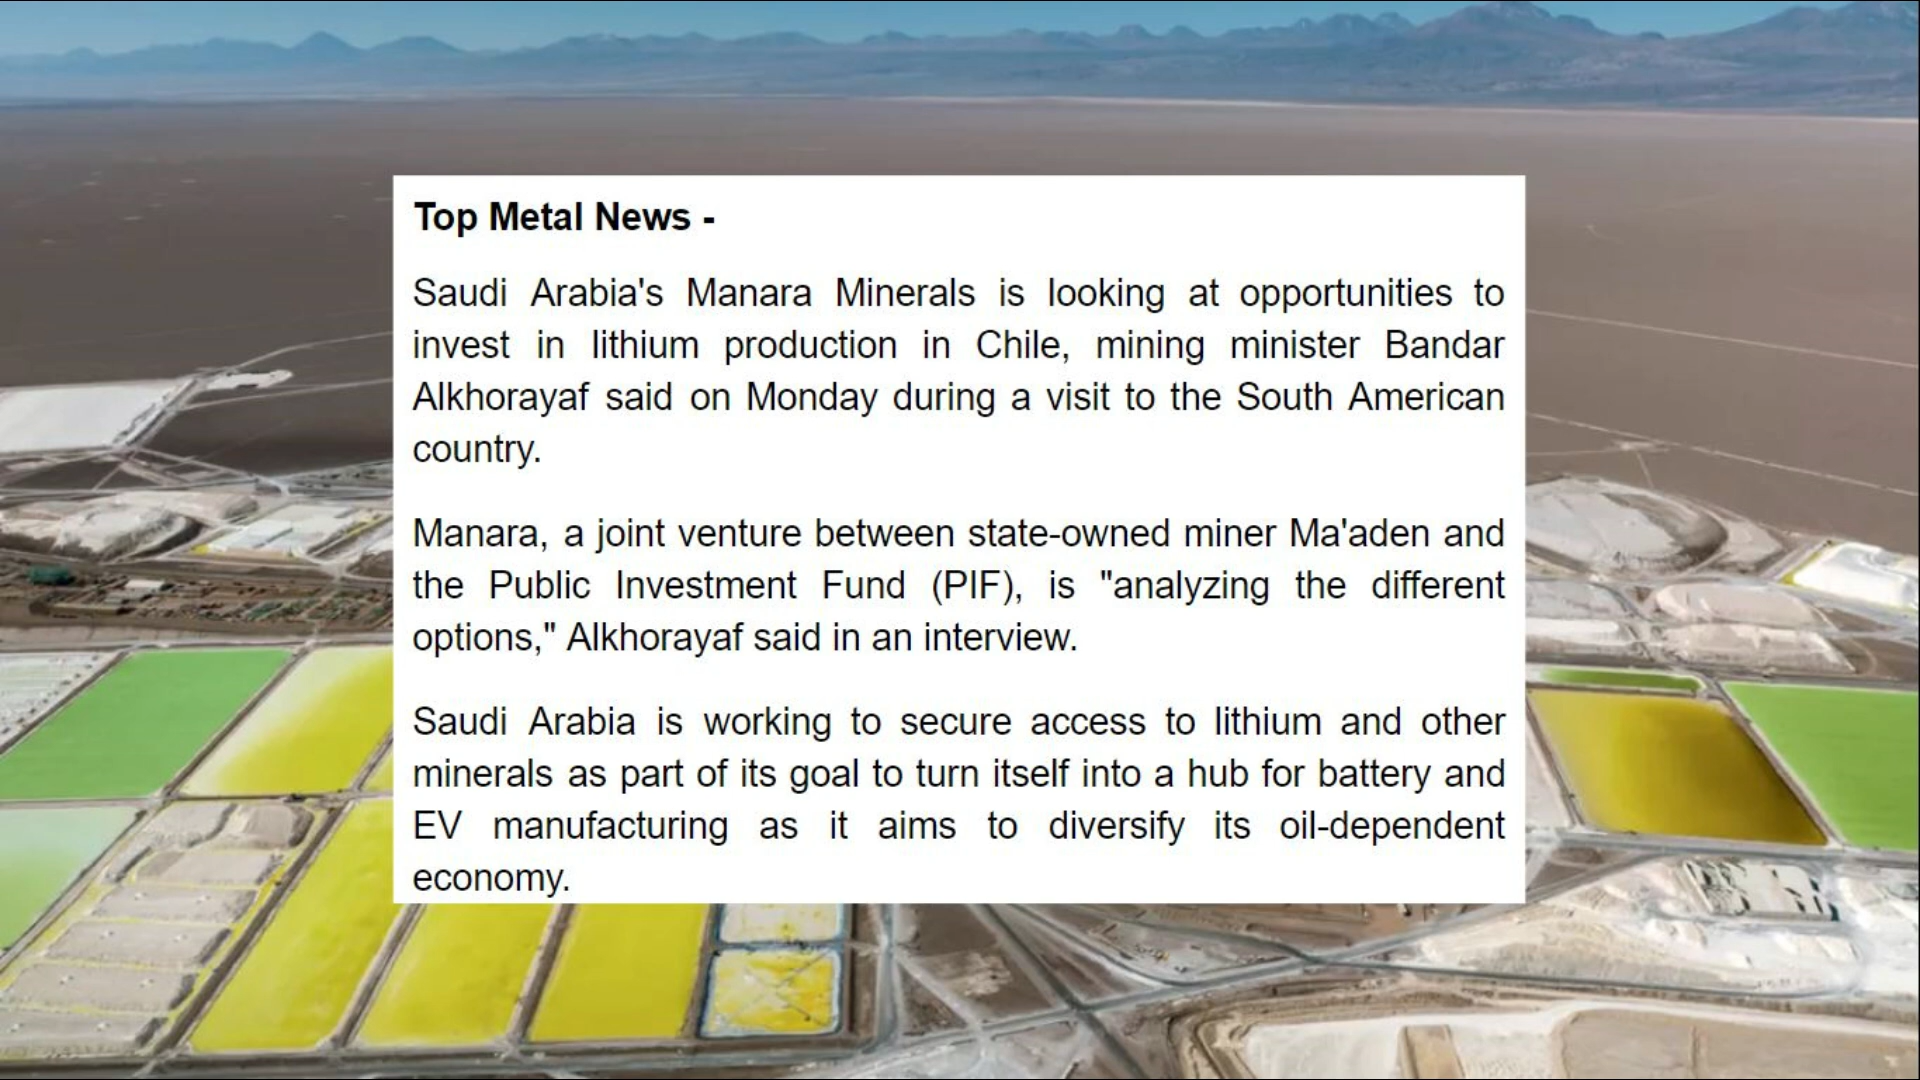 Top Metal News -
Saudi Arabia's Manara Minerals is looking at opportunities to
invest in lithium production in Chile, mining minister Bandar
Alkhorayaf said on Monday during a visit to the South American
country.
Manara, a joint venture between state-owned miner Ma'aden and
the Public Investment Fund (PIF), is "analyzing the different
options," Alkhorayaf said in an interview.
Saudi Arabia is working to secure access to lithium and other
minerals as part of its goal to turn itself into a hub for battery and
EV manufacturing as it aims to diversify its oil-dependent
economy.